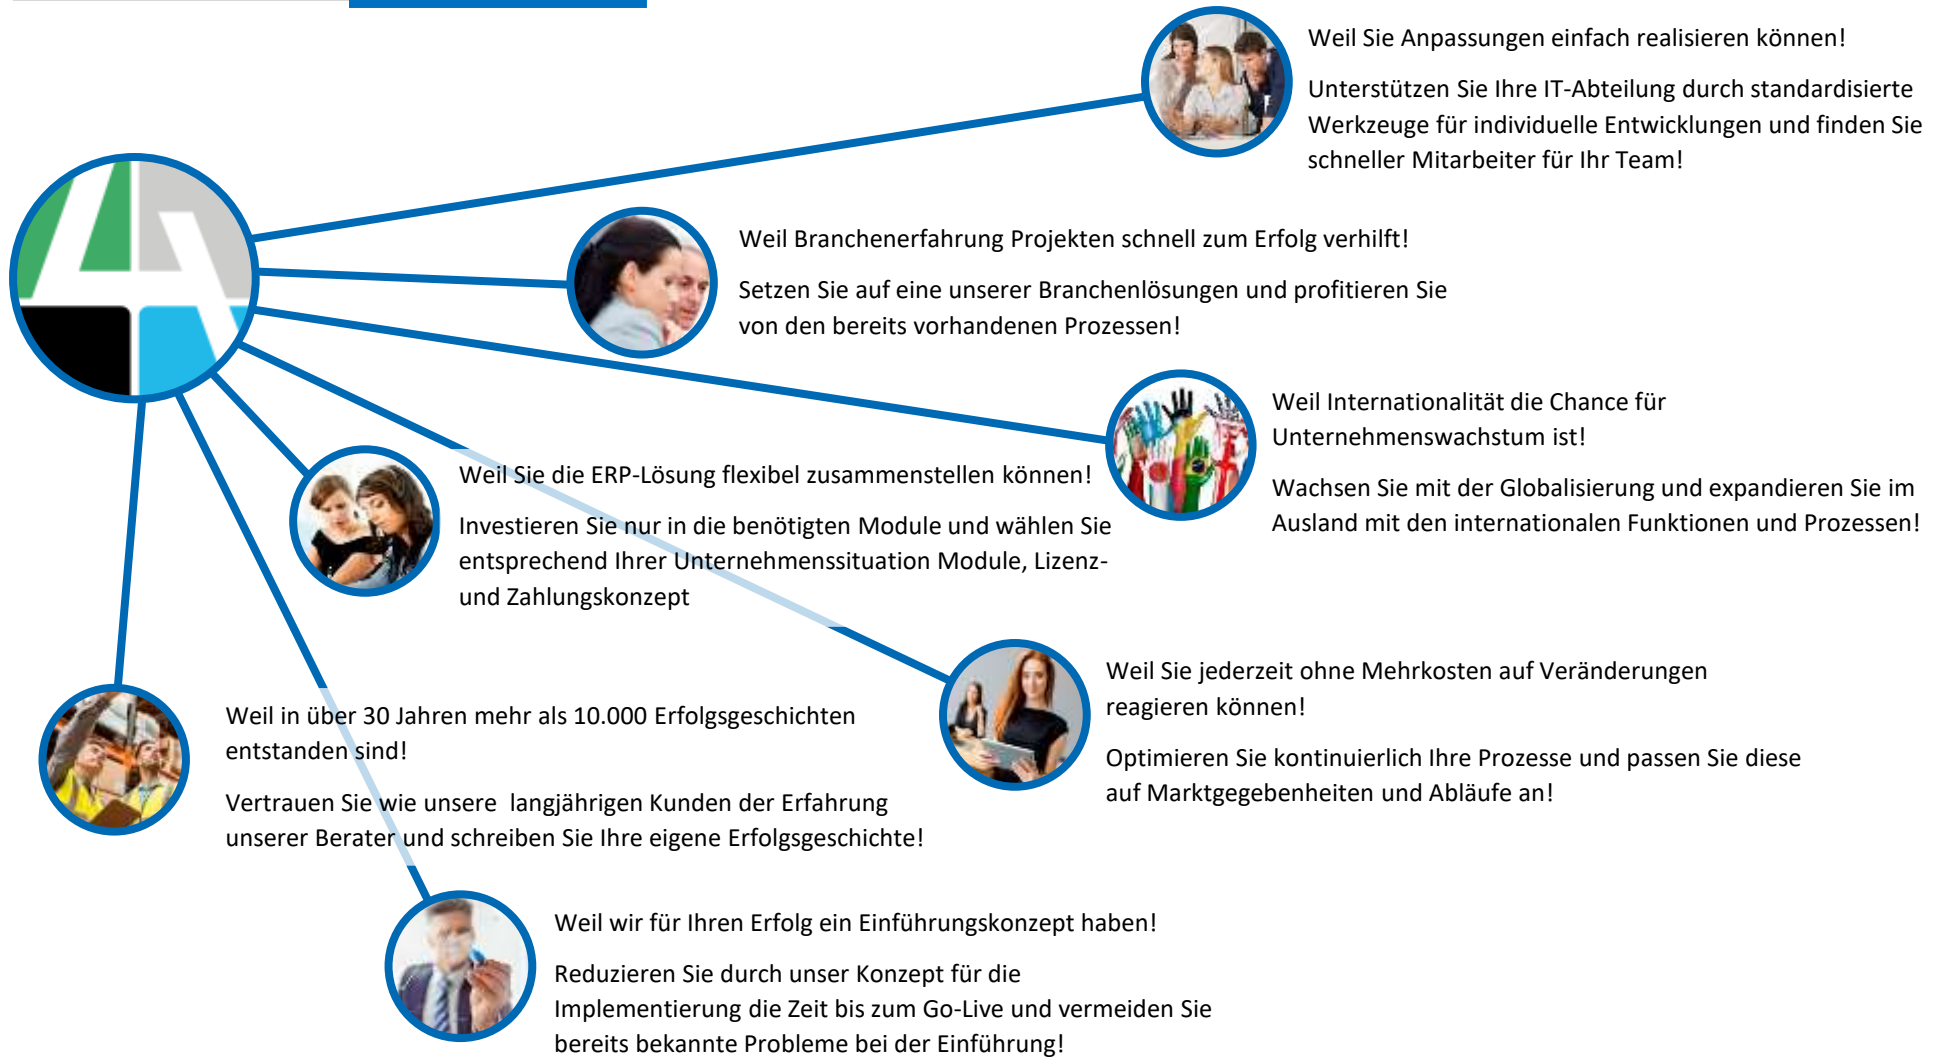 Weil Sie Anpassungen einfach realisieren können!
Unterstützen Sie Ihre IT-Abteilung durch standardisierte
Werkzeuge für individuelle Entwicklungen und finden Sie
schneller Mitarbeiter für Ihr Team!
Weil Branchenerfahrung Projekten schnell zum Erfolg verhilft!
Setzen Sie auf eine unserer Branchenlösungen und profitieren Sie
von den bereits vorhandenen Prozessen!
Weil Internationalität die Chance für
Unternehmenswachstum ist!
Wachsen Sie mit der Globalisierung und expandieren Sie im
Ausland mit den internationalen Funktionen und Prozessen!
Weil Sie die ERP-Lösung flexibel zusammenstellen können!
Investieren Sie nur in die benötigten Module und wählen Sie
entsprechend Ihrer Unternehmenssituation Module, Lizenz-
und Zahlungskonzept
Weil Sie jederzeit ohne Mehrkosten auf Veränderungen
reagieren können!
Optimieren Sie kontinuierlich Ihre Prozesse und passen Sie diese
auf Marktgegebenheiten und Abläufe an!
Weil in über 30 Jahren mehr als 10.000 Erfolgsgeschichten
entstanden sind!
Vertrauen Sie wie unsere  langjährigen Kunden der Erfahrung
unserer Berater und schreiben Sie Ihre eigene Erfolgsgeschichte!
Weil wir für Ihren Erfolg ein Einführungskonzept haben!
Reduzieren Sie durch unser Konzept für die
Implementierung die Zeit bis zum Go-Live und vermeiden Sie
bereits bekannte Probleme bei der Einführung!